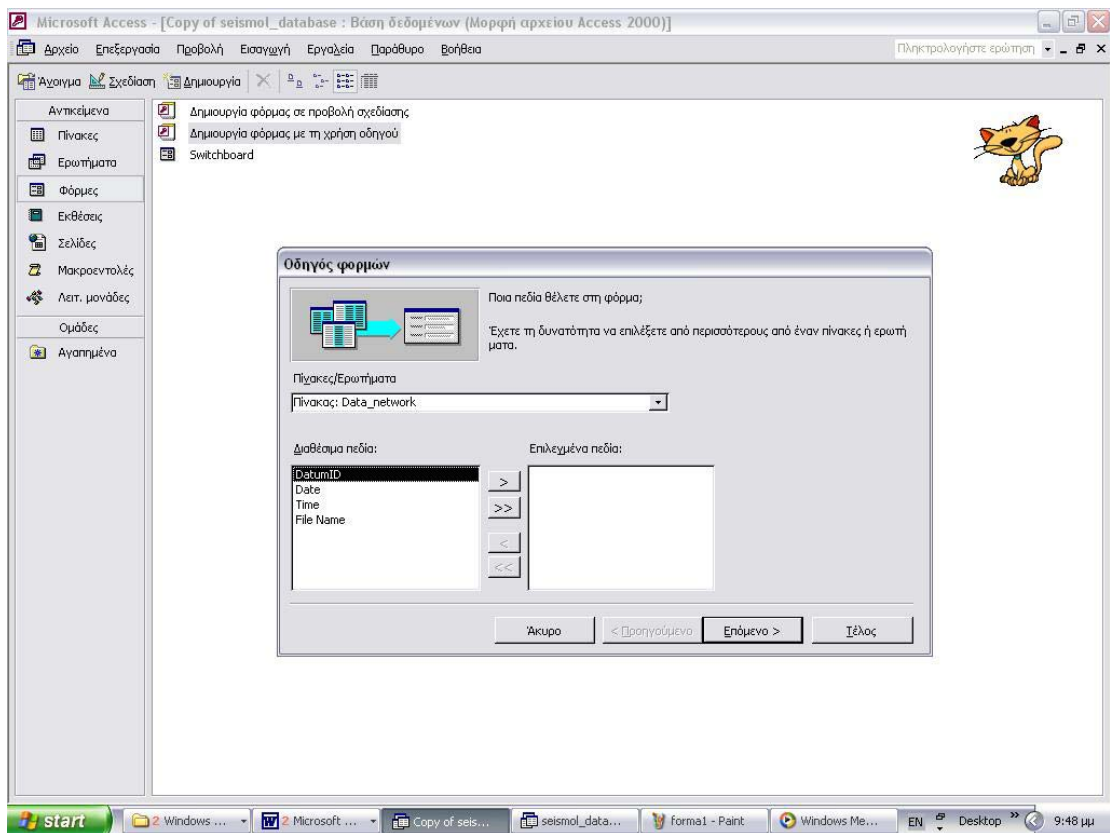 Microsoft Access - [Copy of seismol_database : Βάση δεδομένων (Μορφή αρχείου Access 2000)]
Αρχείο Επεξεργασία Προβολή Εισαγωγή Εργαλεία Παράθυρο Βοήθεια Πληκτρολογήστε ερώτηση
Άνοιγμα Σχεδίαση Δημιουργία
Αντικείμενα
Πίνακες
Ερωτήματα
Φόρμες
Εκθέσεις
Σελίδες
Μακροεντολές
Λειτ. μονάδες
Ομάδες
Αγαπημένα
Δημιουργία φόρμας σε προβολή σχεδίασης
Δημιουργία φόρμας με τη χρήση οδηγού
Switchboard
Οδηγός φορμών
Ποια πεδία θέλετε στη φόρμα;
Έχετε τη δυνατότητα να επιλέξετε από περισσότερους από έναν πίνακες ή ερωτή
ματα.
Πίνακες/Ερωτήματα
Πίνακας: Data_network
Διαθέσιμα πεδία: Επιλεγμένα πεδία:
DatumID
Date
Time
File Name
>
>>
<
<<
Άκυρο < Προηγούμενο Επόμενο > Τέλος
start 2 Windows ... 2 Microsoft ... Copy of seis... seismol_data... forma1 - Paint Windows Me... EN Desktop » 9:48 μμ